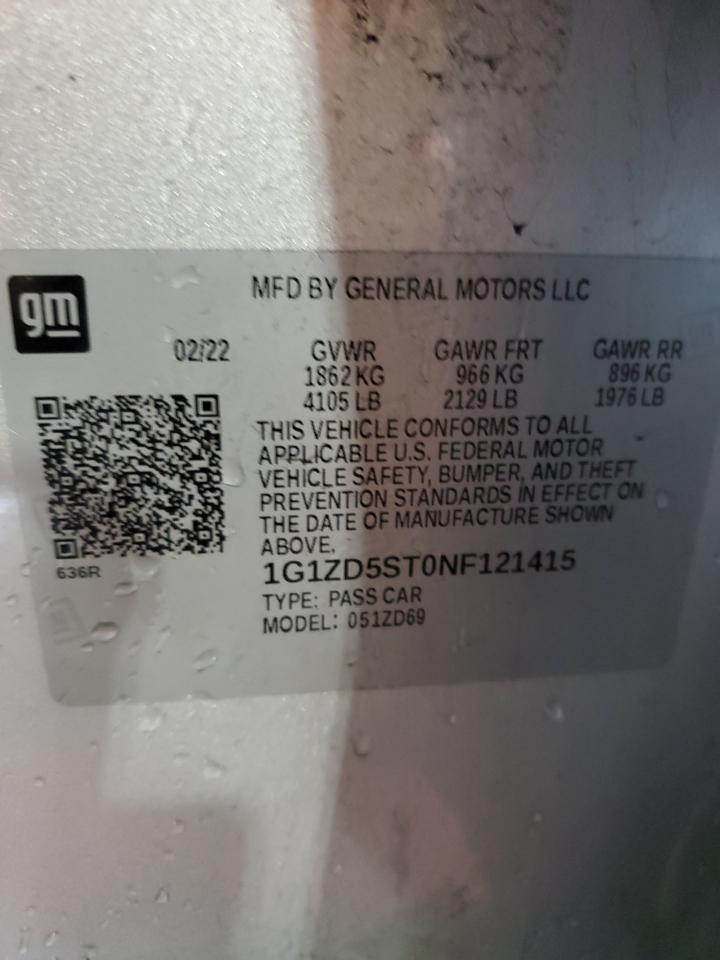 gm
MFD BY GENERAL MOTORS LLC
02/22 GVWR GAWR FRT GAWR RR
1862 KG 966 KG 896 KG
4105 LB 2129 LB 1976 LB
THIS VEHICLE CONFORMS TO ALL
APPLICABLE U.S. FEDERAL MOTOR
VEHICLE SAFETY, BUMPER, AND THEFT
PREVENTION STANDARDS IN EFFECT ON
THE DATE OF MANUFACTURE SHOWN
ABOVE.
636R
1G1ZD5ST0NF121415
TYPE: PASS CAR
MODEL: 051ZD69